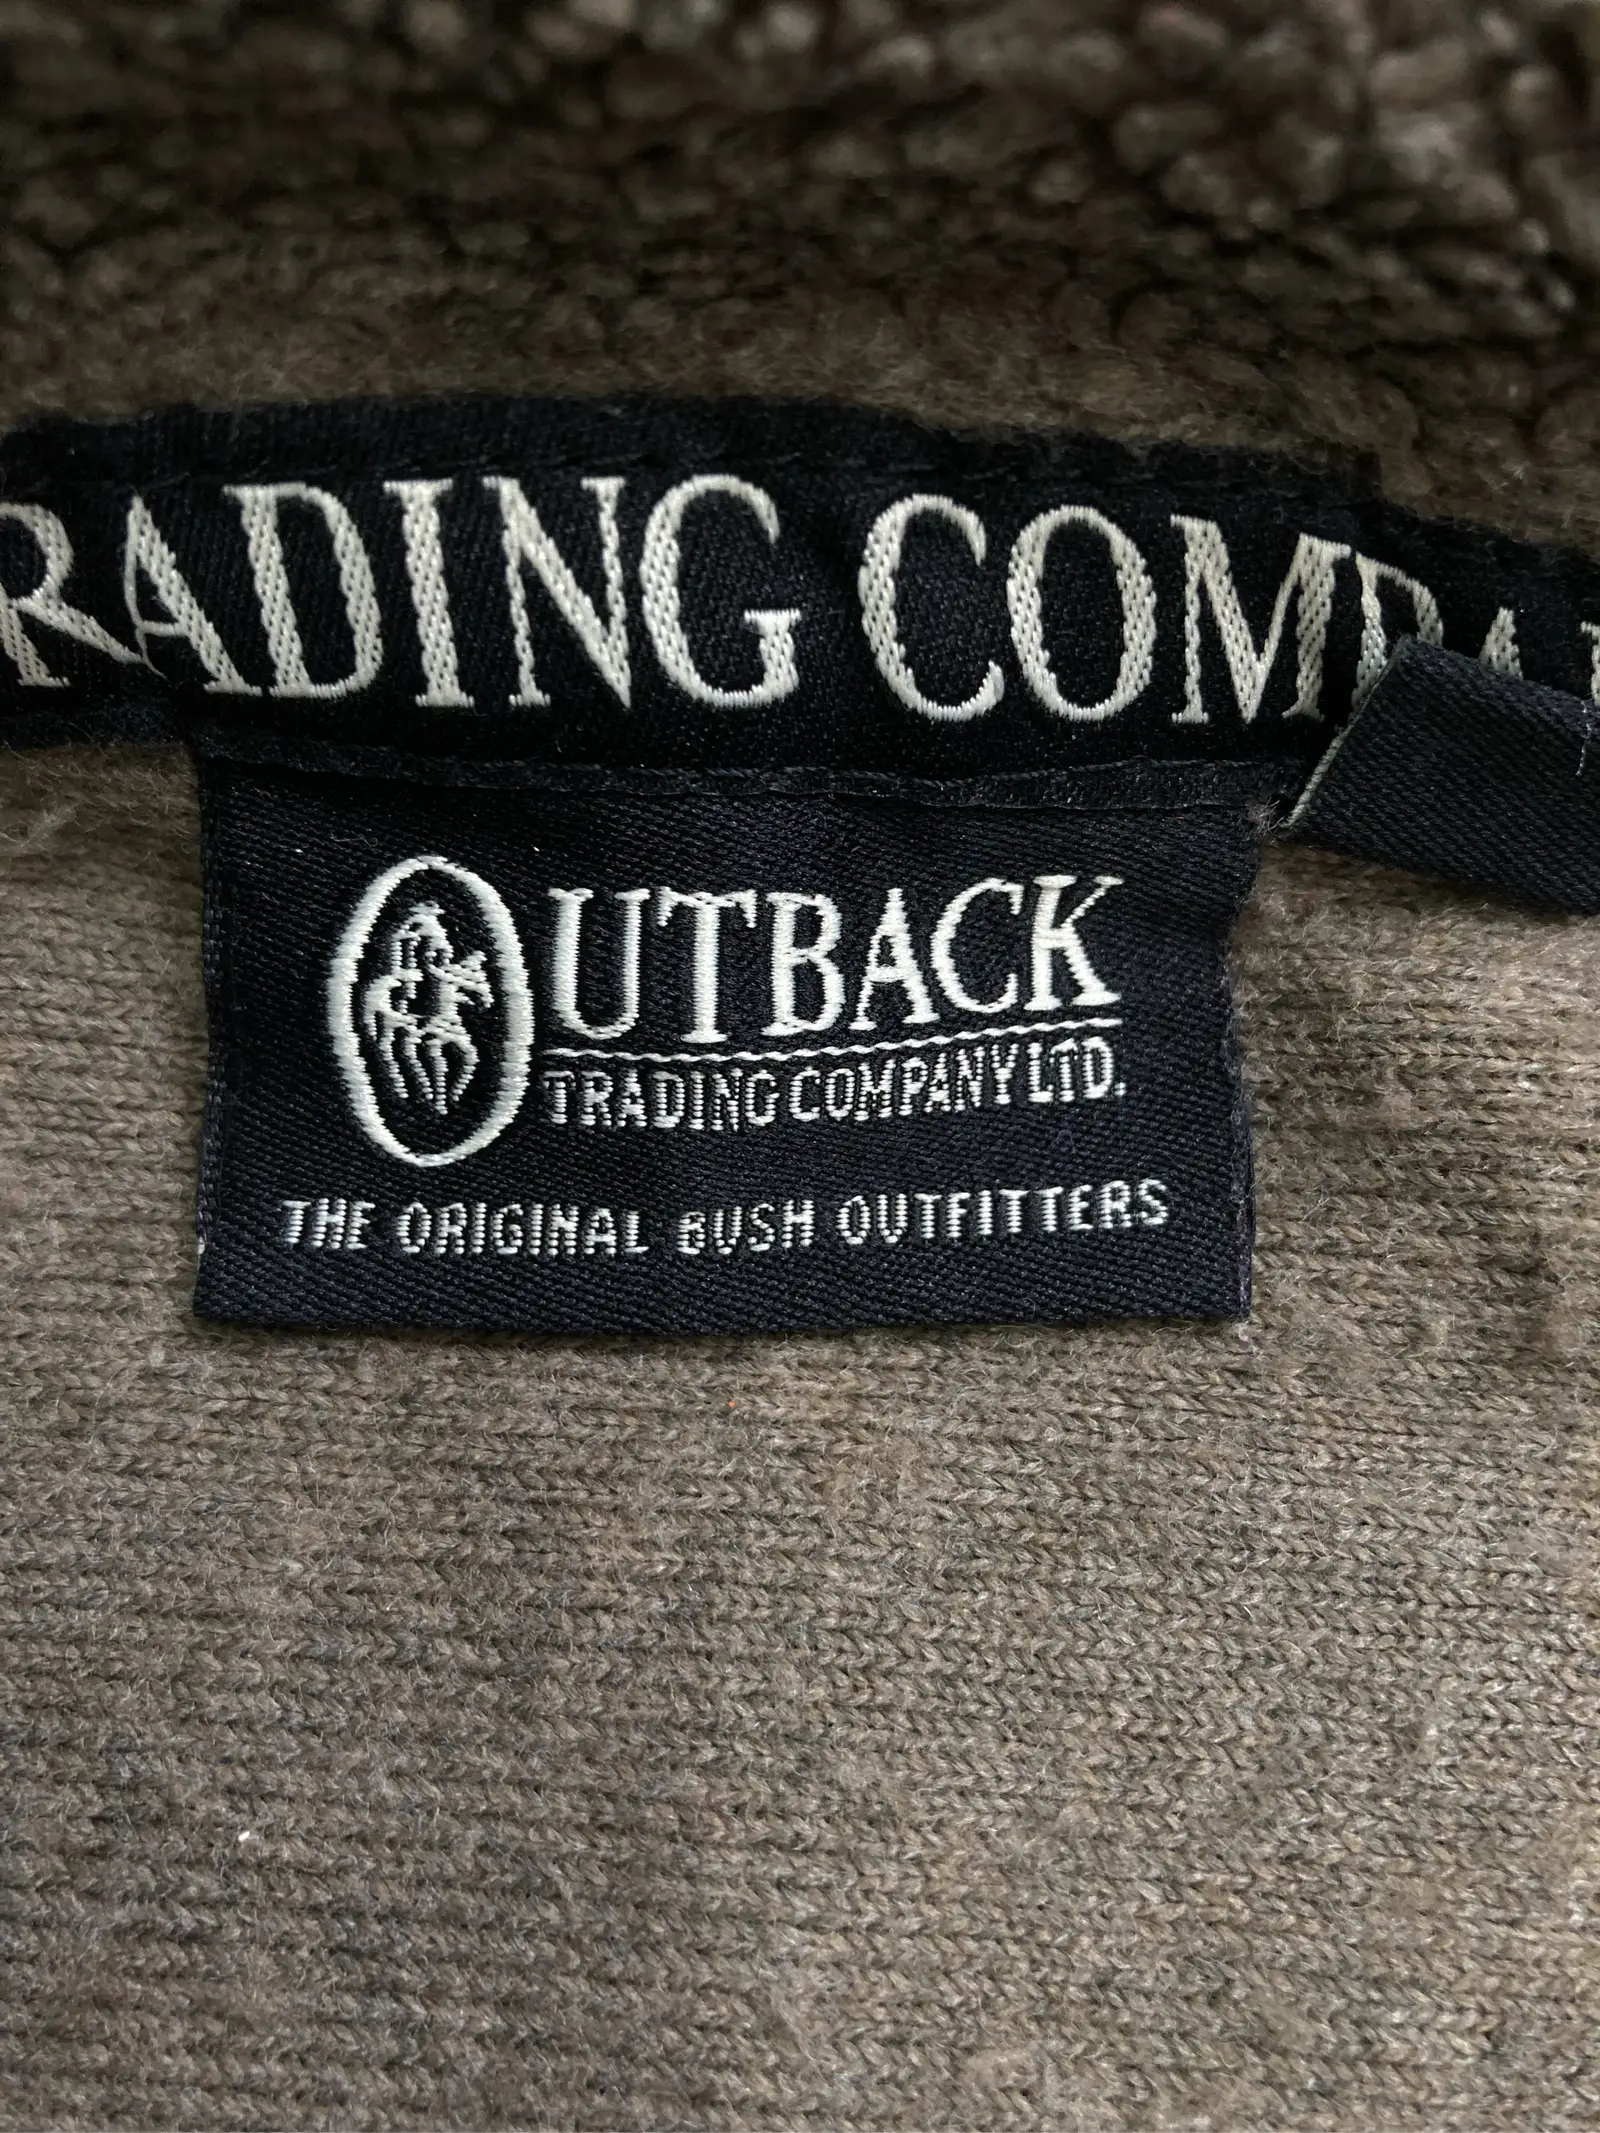 RADING COMPA
OUTBACK
TRADING COMPANY LTD.
THE ORIGINAL BUSH OUTFITTERS